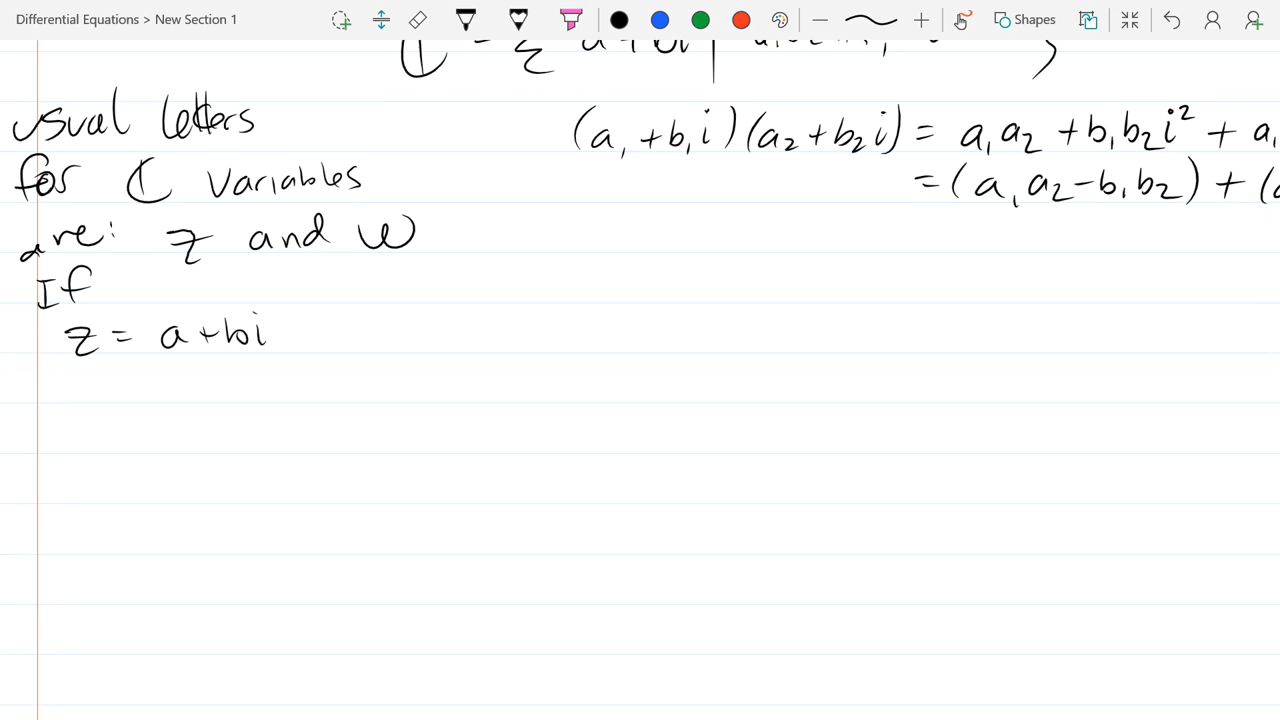 Differential Equations > New Section 1
Shapes
usual letters
for ℂ variables
are: z and w
If
z = a+bi
(a₁+b₁i)(a₂+b₂i) = a₁a₂ + b₁b₂i² + a₁
= (a₁a₂-b₁b₂) + (